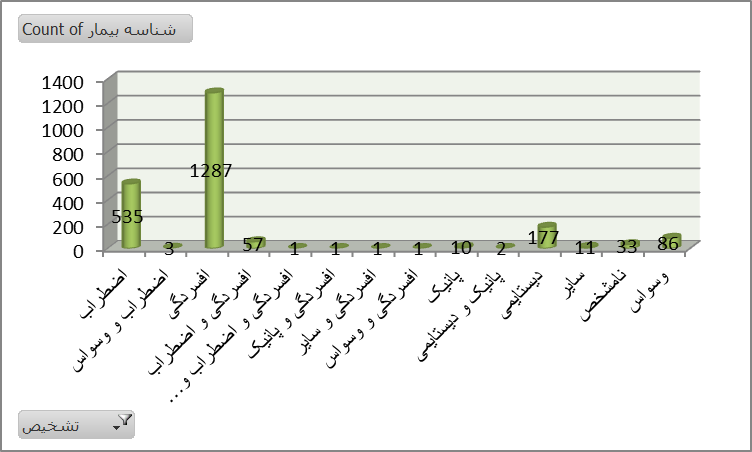 Count of شناسه بیمار
1400
1200
1000
800
600
400
200
0
535
3
1287
57
1
1
1
1
10
2
177
11
33
86
اضطراب
اضطراب و وسواس
افسردگی
افسردگی و اضطراب
افسردگی و اضطراب و...
افسردگی و پانیک
افسردگی و سایر
افسردگی و وسواس
پانیک
پانیک و دیستایمی
دیستایمی
سایر
نامشخص
وسواس
تشخیص